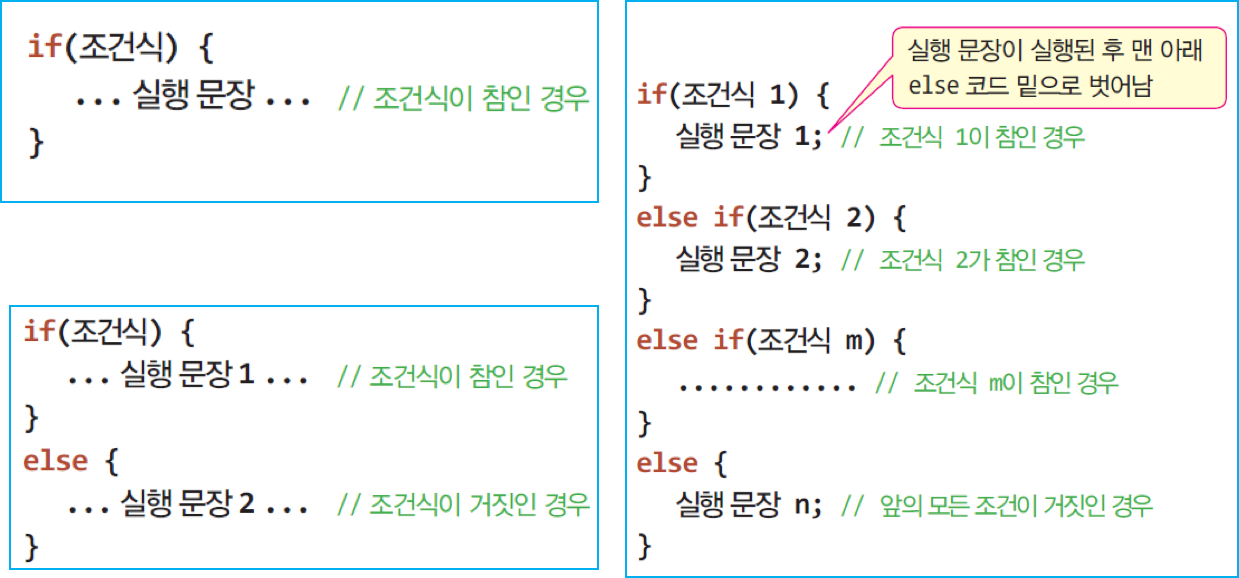 if(조건식) {
... 실행 문장 ... // 조건식이 참인 경우
}
if(조건식) {
... 실행 문장 1 ... // 조건식이 참인 경우
}
else {
... 실행 문장 2 ... // 조건식이 거짓인 경우
}
실행 문장이 실행된 후 맨 아래
else 코드 밑으로 벗어남
if(조건식 1) {
실행 문장 1; // 조건식 1이 참인 경우
}
else if(조건식 2) {
실행 문장 2; // 조건식 2가 참인 경우
}
else if(조건식 m) {
............ // 조건식 m이 참인 경우
}
else {
실행 문장 n; // 앞의 모든 조건이 거짓인 경우
}